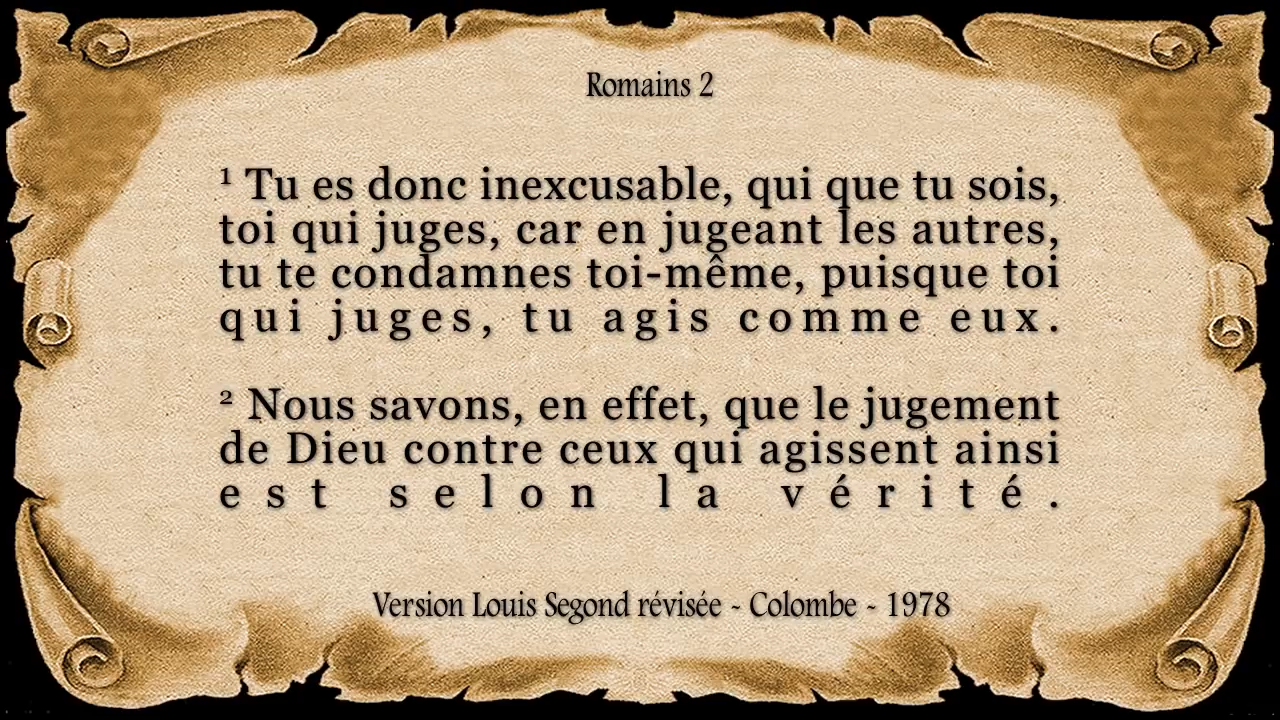 Romains 2
¹ Tu es donc inexcusable, qui que tu sois,
toi qui juges, car en jugeant les autres,
tu te condamnes toi-même, puisque toi
qui juges, tu agis comme eux.
² Nous savons, en effet, que le jugement
de Dieu contre ceux qui agissent ainsi
est selon la vérité.
Version Louis Segond révisée - Colombe - 1978